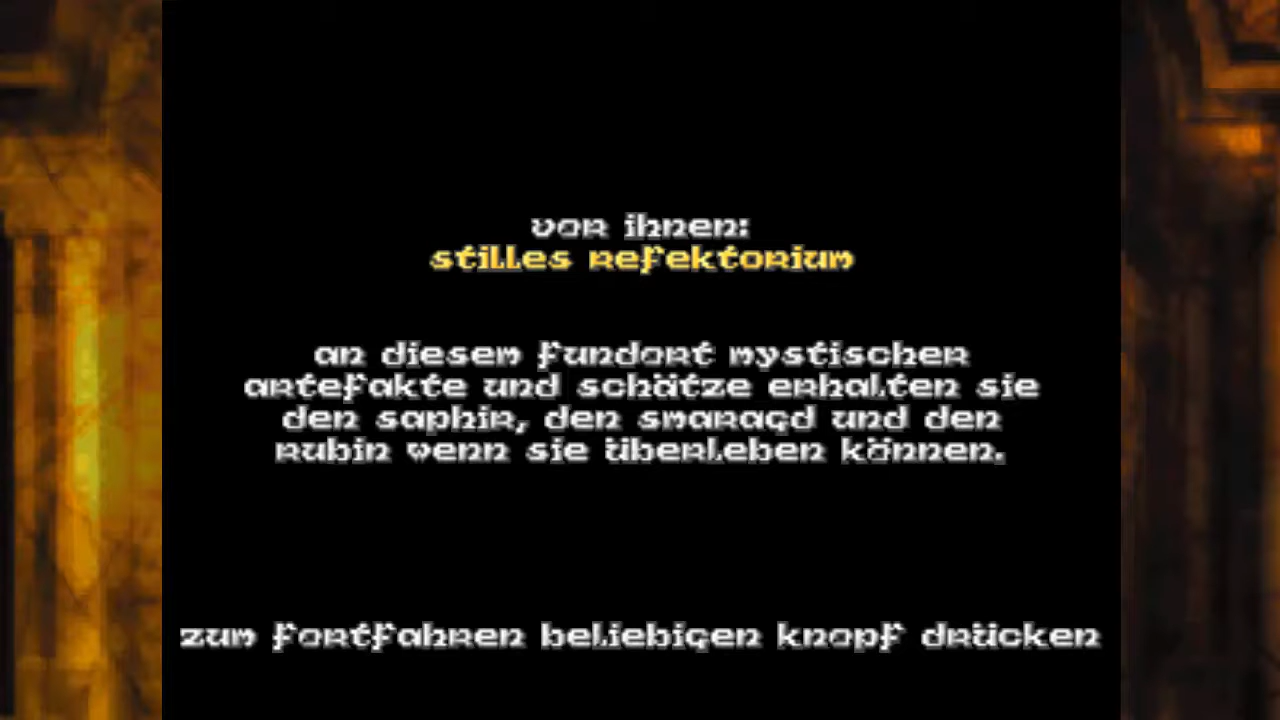 vor ihnen:
stilles refektorium
an diesem fundort mystischer
artefakte und schätze erhalten sie
den saphir, den smaragd und den
rubin wenn sie überleben können.
zum fortfahren beliebigen knopf drücken